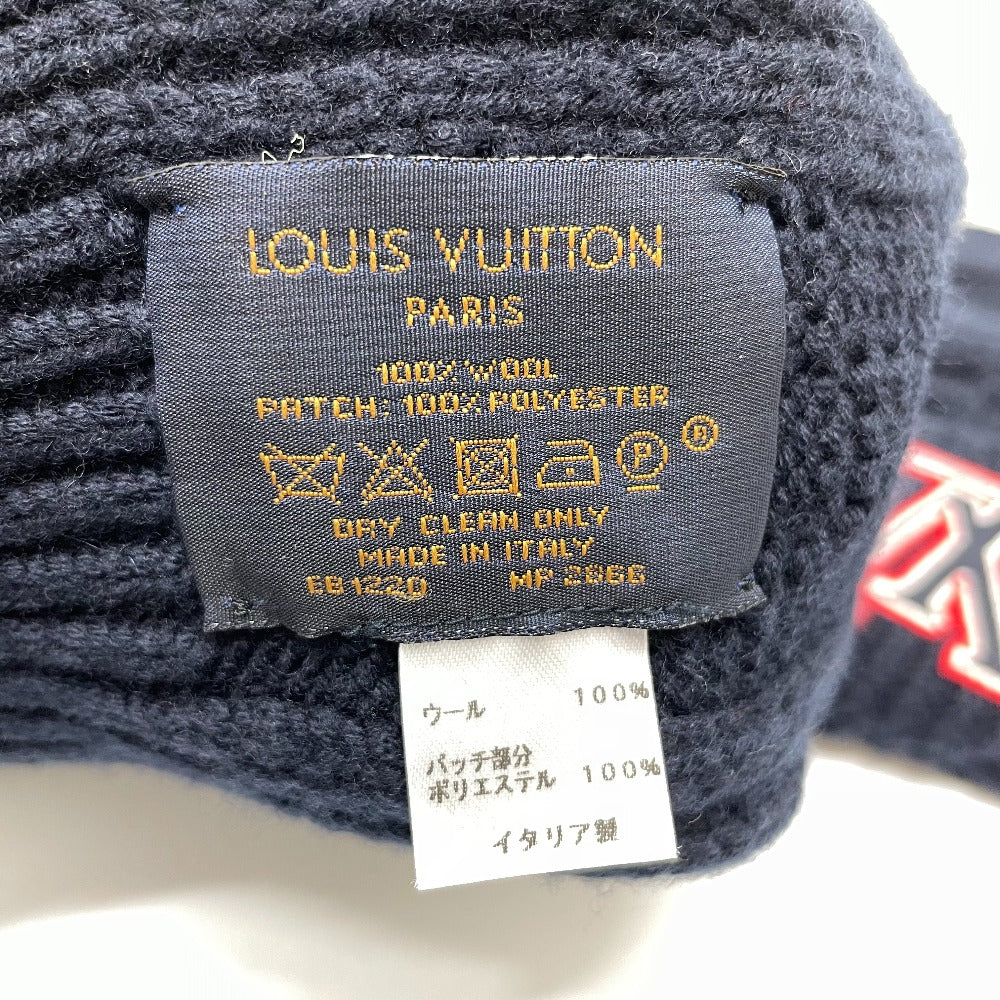 LOUIS VUITTON
PARIS
100% WOOL
PATCH: 100% POLYESTER
P
DRY CLEAN ONLY
MADE IN ITALY
EB1220 MP2866
ウール 100%
パッチ部分
ポリエステル 100%
イタリア製
X